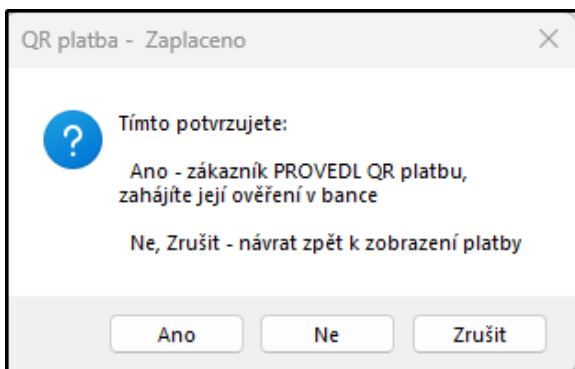 QR platba - Zaplaceno
Tímto potvrzujete:
Ano - zákazník PROVEDL QR platbu,
zahájíte její ověření v bance
Ne, Zrušit - návrat zpět k zobrazení platby
Ano
Ne
Zrušit